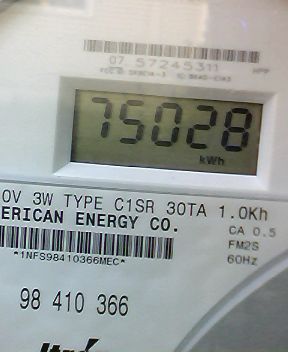 07 57245311
75028
kWh
0V 3W TYPE C1SR 30TA 1.0Kh
ERICAN ENERGY CO.
CA 0.5
FM2S
60Hz
*1NFS98410366MEC*
98 410 366